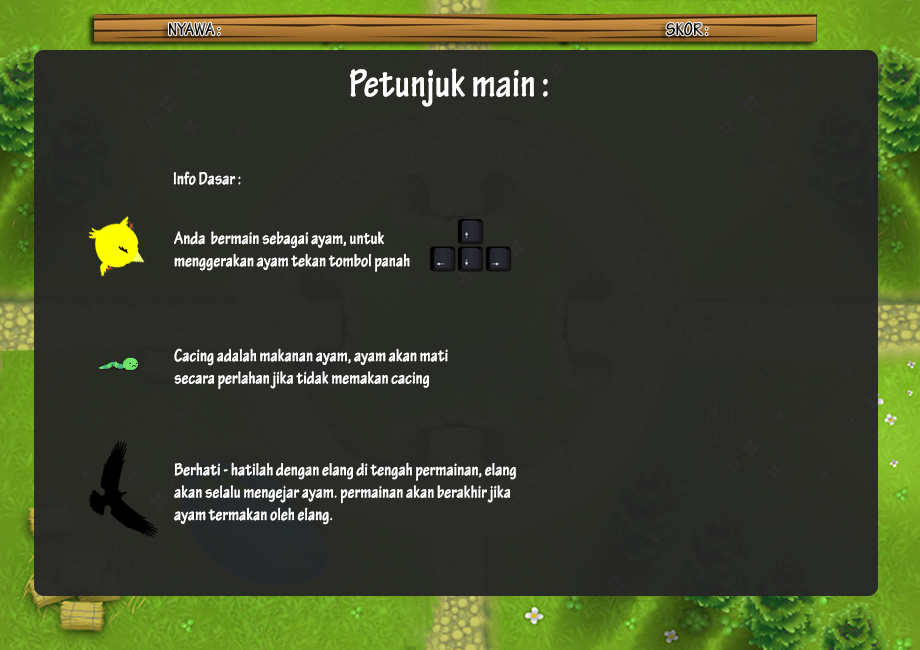 NYAWA : SKOR :
Petunjuk main :
Info Dasar :
Anda bermain sebagai ayam, untuk
menggerakan ayam tekan tombol panah
Cacing adalah makanan ayam, ayam akan mati
secara perlahan jika tidak memakan cacing
Berhati - hatilah dengan elang di tengah permainan, elang
akan selalu mengejar ayam. permainan akan berakhir jika
ayam termakan oleh elang.